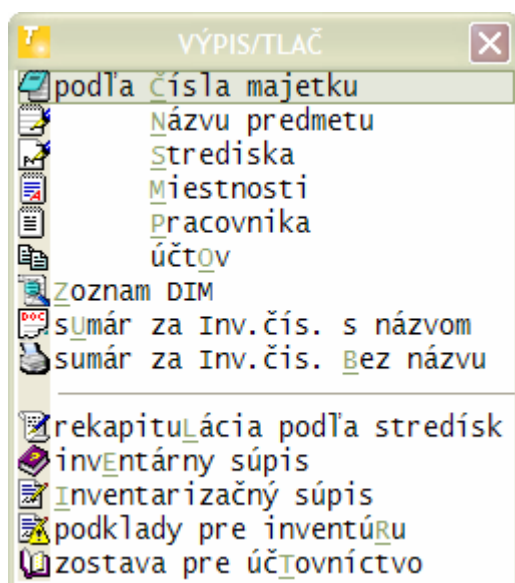 VÝPIS/TLAČ
podľa Čísla majetku
Názvu predmetu
Strediska
Miestnosti
Pracovnika
účtOv
Zoznam DIM
sUmár za Inv.čís. s názvom
sumár za Inv.čis. Bez názvu
rekapituLácia podľa stredísk
invEntárny súpis
Inventarizačný súpis
podklady pre inventúRu
zostava pre účTovníctvo